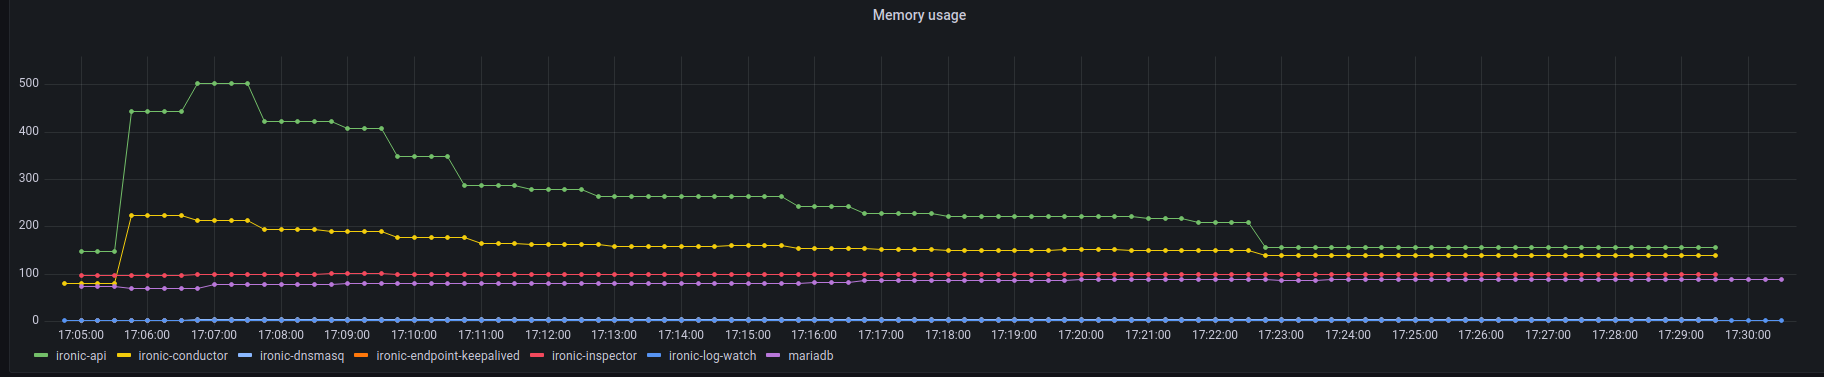 Memory usage
500
400
300
200
100
0
17:05:00 17:06:00 17:07:00 17:08:00 17:09:00 17:10:00 17:11:00 17:12:00 17:13:00 17:14:00 17:15:00 17:16:00 17:17:00 17:18:00 17:19:00 17:20:00 17:21:00 17:22:00 17:23:00 17:24:00 17:25:00 17:26:00 17:27:00 17:28:00 17:29:00 17:30:00
ironic-api ironic-conductor ironic-dnsmasq ironic-endpoint-keepalived ironic-inspector ironic-log-watch mariadb